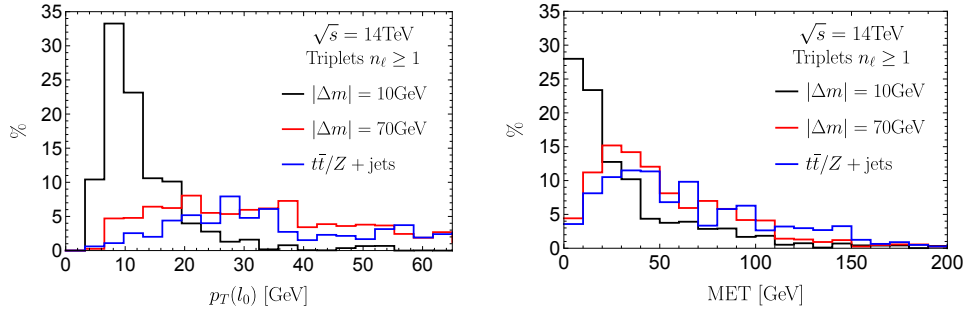 35
30
25
20
15
10
5
0
%
0 10 20 30 40 50 60
p_T(l_0) [GeV]
√s = 14TeV
Triplets n_ℓ ≥ 1
|Δm| = 10GeV
|Δm| = 70GeV
tt̄/Z + jets
35
30
25
20
15
10
5
0
%
0 50 100 150 200
MET [GeV]
√s = 14TeV
Triplets n_ℓ ≥ 1
|Δm| = 10GeV
|Δm| = 70GeV
tt̄/Z + jets